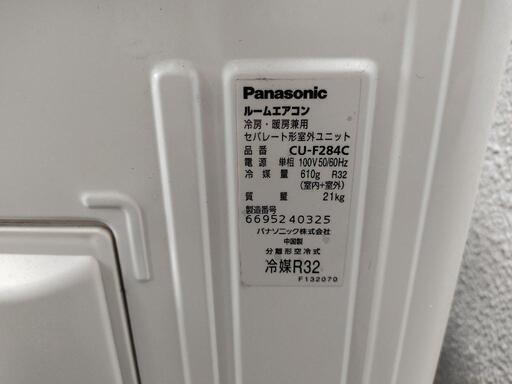 Panasonic
ルームエアコン
冷房・暖房兼用
セパレート形室外ユニット
品番 CU-F284C
電源 単相 100V 50/60Hz
冷媒量 610g R32
(室内+室外)
質量 21kg
製造番号
6695240325
パナソニック株式会社
中国製
分離形空冷式
冷媒R32
F132070